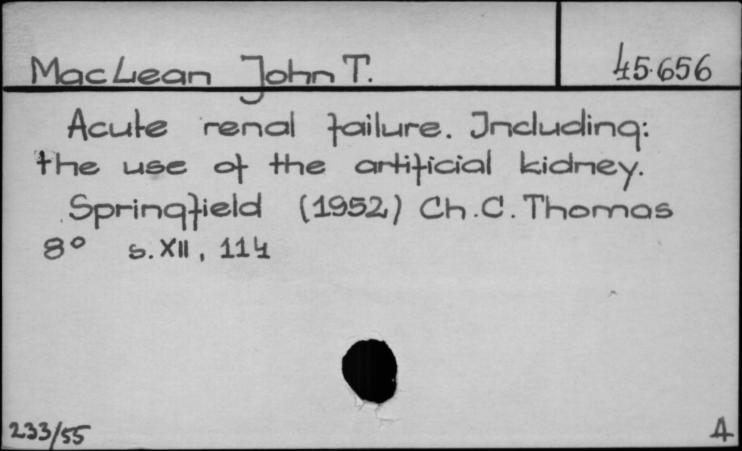 MacLean John T.
45.656
Acute renal failure. Including:
the use of the artificial kidney.
Springfield (1952) Ch.C. Thomas
8° s. XII, 114
233/55
A